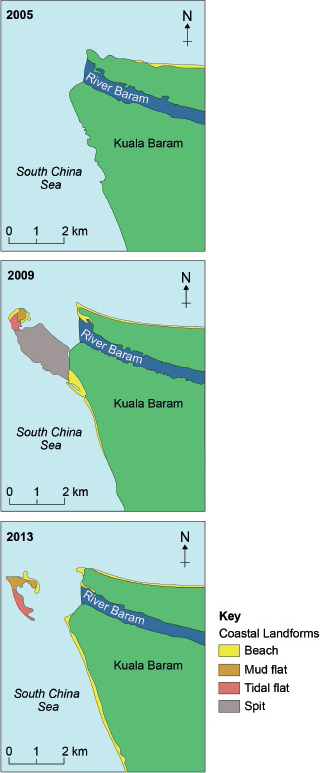 2005
N
River Baram
Kuala Baram
South China
Sea
0 1 2 km
2009
N
River Baram
Kuala Baram
South China
Sea
0 1 2 km
2013
N
River Baram
Kuala Baram
South China
Sea
0 1 2 km
Key
Coastal Landforms
Beach
Mud flat
Tidal flat
Spit